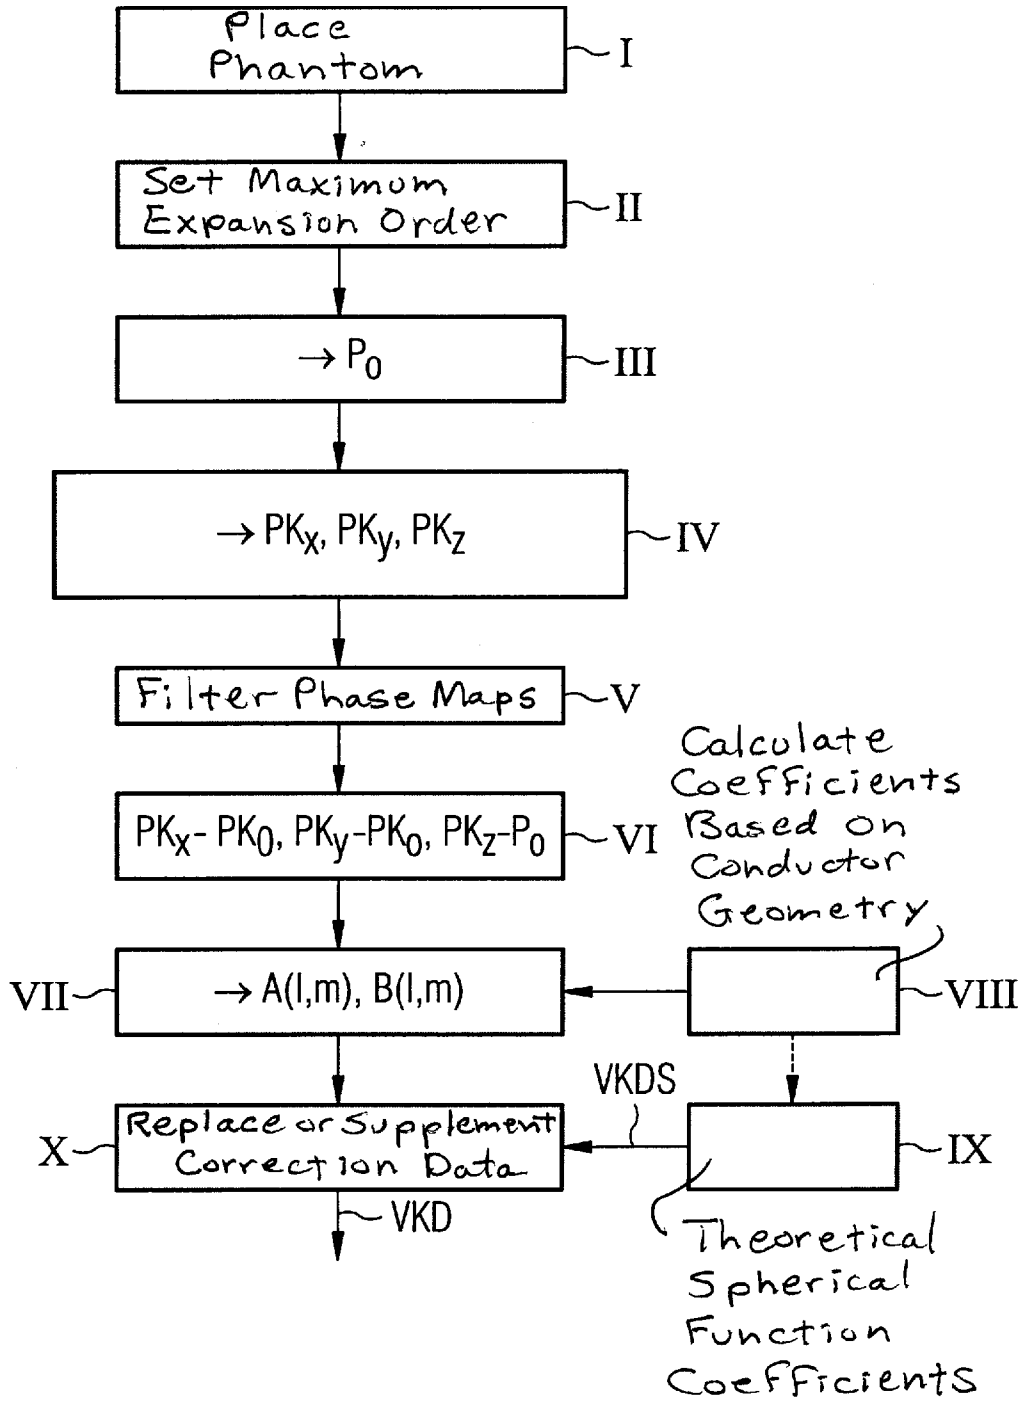 Place
Phantom
I
Set Maximum
Expansion Order
II
→ P0
III
→ PKx, PKy, PKz
IV
Filter Phase Maps
V
PKx- PK0, PKy-PK0, PKz-P0
VI
Calculate
Coefficients
Based on
Conductor
Geometry
VII
→ A(l,m), B(l,m)
VIII
VKDS
X
Replace or Supplement
Correction Data
IX
VKD
Theoretical
Spherical
Function
Coefficients